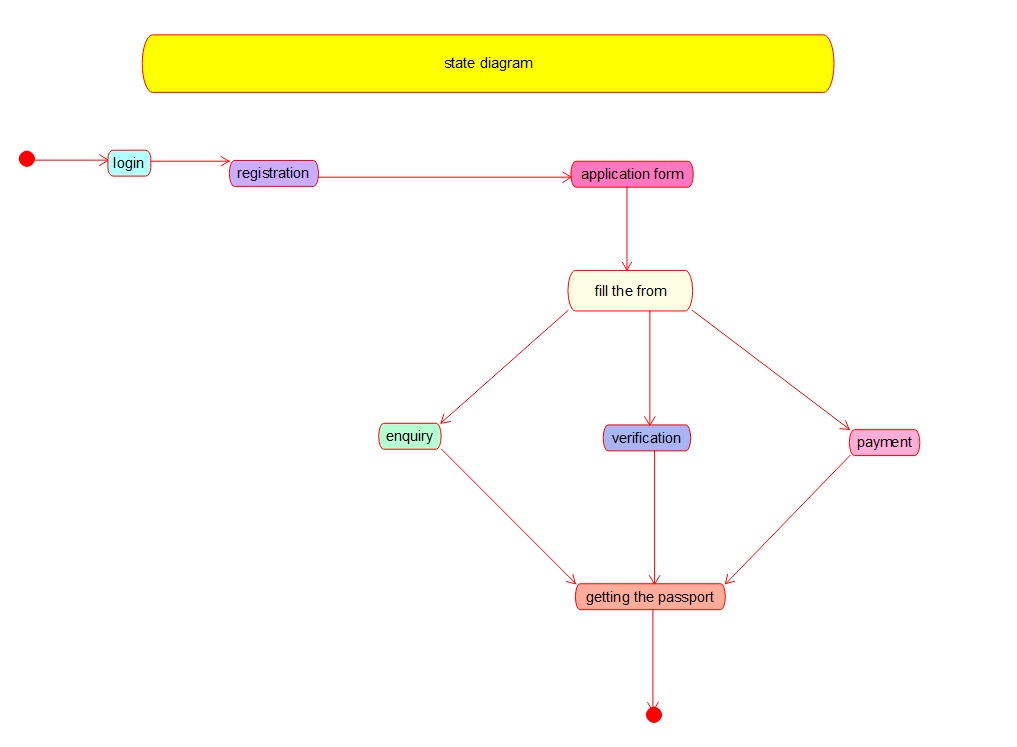 state diagram
login
registration
application form
fill the from
enquiry
verification
payment
getting the passport